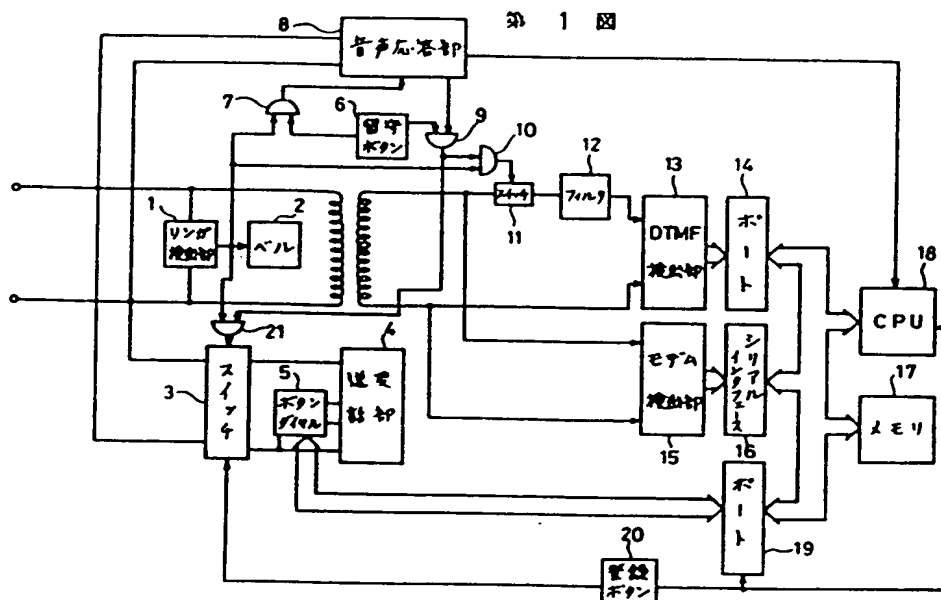 第 1 図
8
音声応答部
7
6
留守
ボタン
9
10
1
リンガ
検出部
2
ベル
スイッチ
11
12
フィルタ
13
DTMF
検出部
14
ポート
18
CPU
21
3
スイッチ
4
送受
話部
5
ボタン
ダイヤル
モデム
検出部
15
シリアル
インタフェース
16
17
メモリ
ポート
19
20
登録
ボタン